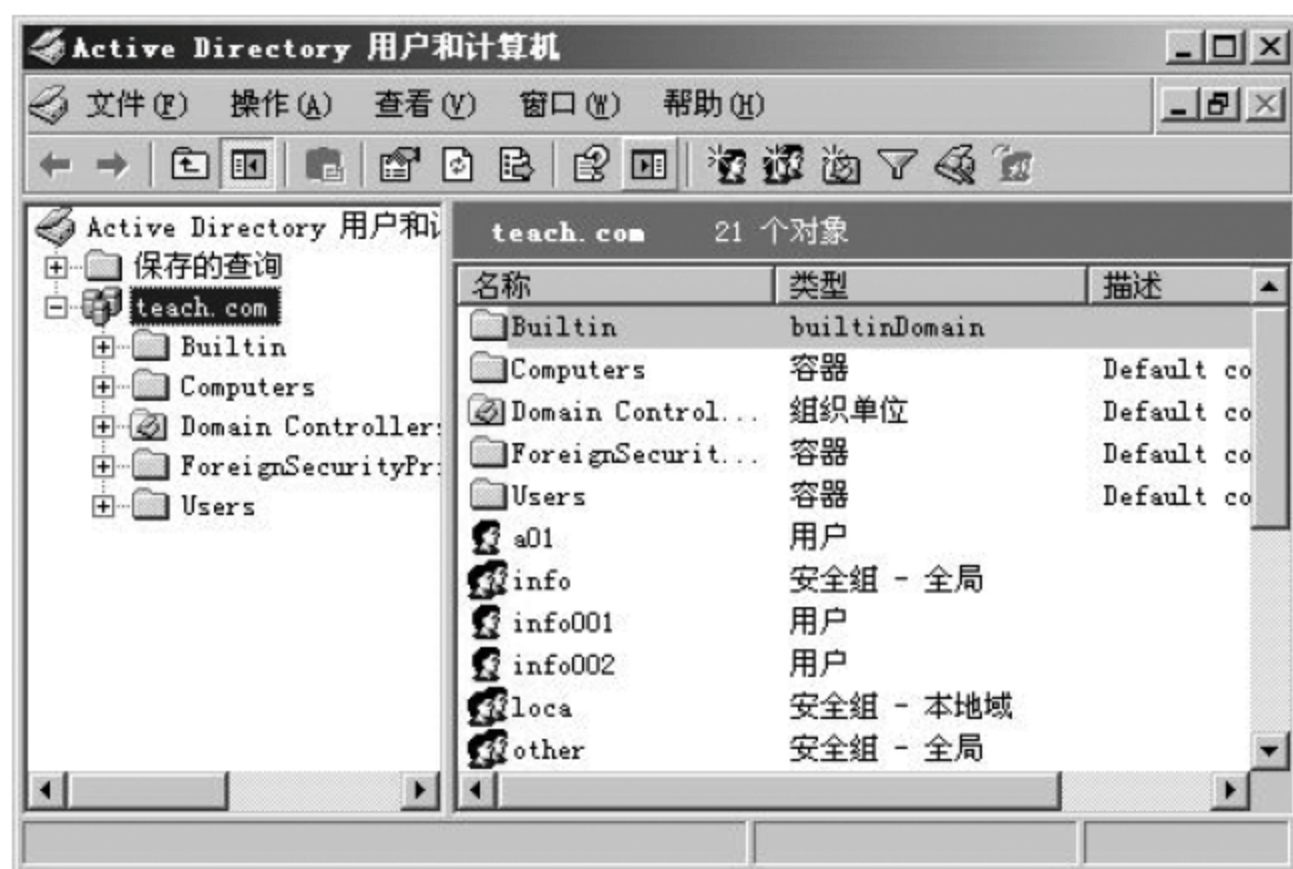 Active Directory 用户和计算机
文件(F) 操作(A) 查看(V) 窗口(W) 帮助(H)
Active Directory 用户和计
保存的查询
teach.com
Builtin
Computers
Domain Controllers
ForeignSecurityPr
Users
teach.com 21 个对象
名称 类型 描述
Builtin builtinDomain
Computers 容器 Default co
Domain Control... 组织单位 Default co
ForeignSecurit... 容器 Default co
Users 容器 Default co
a01 用户
info 安全组 - 全局
info001 用户
info002 用户
loca 安全组 - 本地域
other 安全组 - 全局